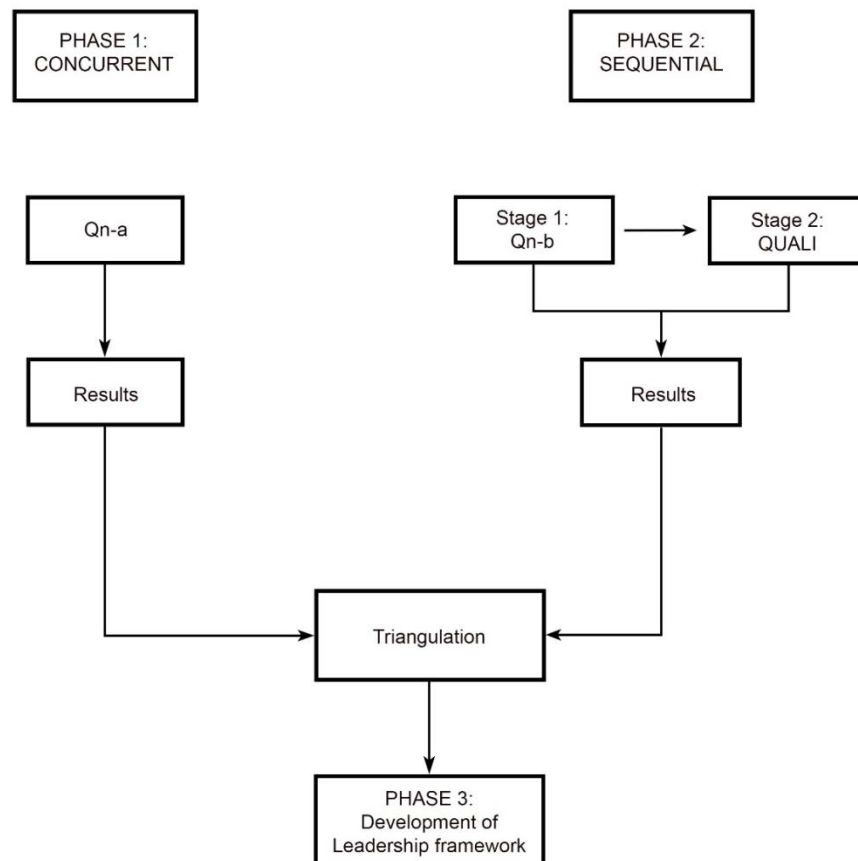 PHASE 1:
CONCURRENT
PHASE 2:
SEQUENTIAL
Qn-a
Stage 1:
Qn-b
Stage 2:
QUALI
Results
Results
Triangulation
PHASE 3:
Development of
Leadership framework